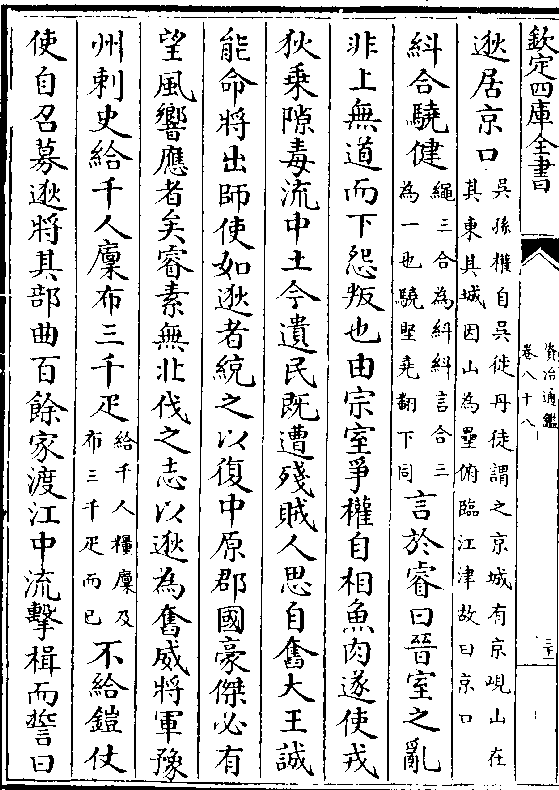 欽定四庫全書
資治通鑑
卷八十八
逖居京口
吳孫權自吳徙丹徒謂之京城有京峴山在
其東其城因山為壘俯臨江津故曰京口
糾合驍健
繩三合為糾糾言合三
為一也驍堅堯翻下同
言於睿曰晉室之亂
非上無道而下怨叛也由宗室爭權自相魚肉遂使戎
狄乘隙毒流中土今遺民既遭殘賊人思自奮大王誠
能命將出師使如逖者統之以復中原郡國豪傑必有
望風響應者矣睿素無北伐之志以逖為奮威將軍豫
州刺史給千人廩布三千疋
給千人糧廩及
布三千疋而已
不給鎧仗
使自召募逖將其部曲百餘家渡江中流擊楫而誓曰